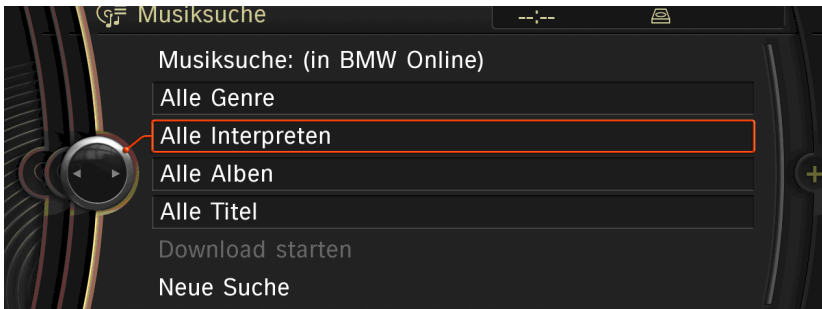 Musiksuche
--:--
Musiksuche: (in BMW Online)
Alle Genre
Alle Interpreten
Alle Alben
Alle Titel
Download starten
Neue Suche